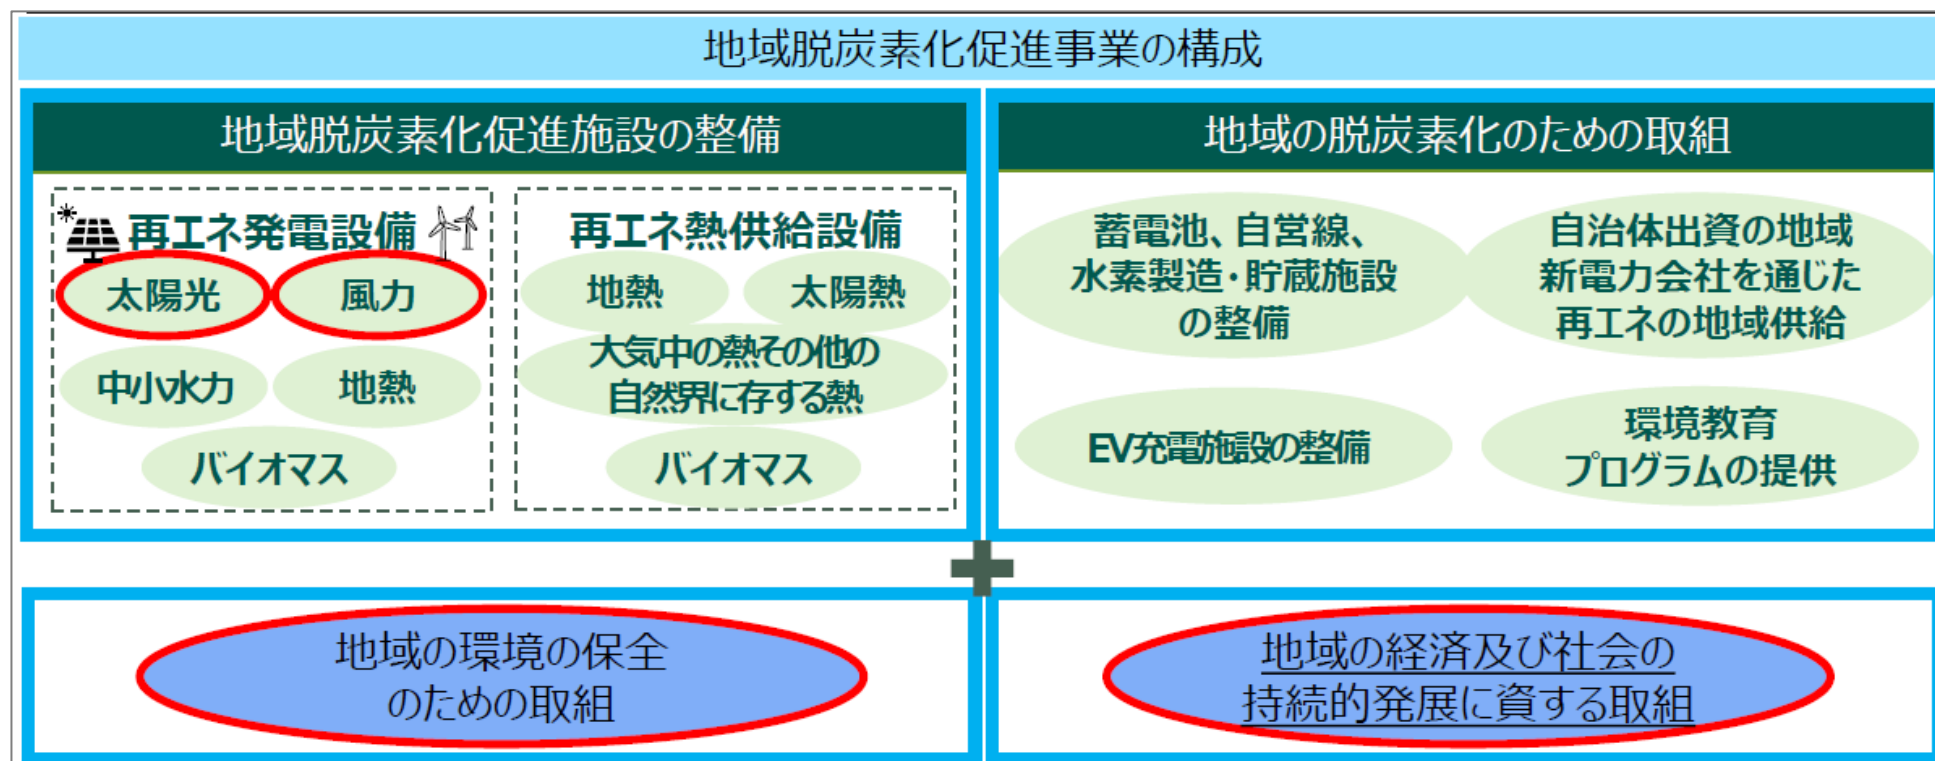 地域脱炭素化促進事業の構成
地域脱炭素化促進施設の整備
再エネ発電設備
太陽光
風力
中小水力
地熱
バイオマス
再エネ熱供給設備
地熱
太陽熱
大気中の熱その他の
自然界に存する熱
バイオマス
地域の脱炭素化のための取組
蓄電池、自営線、
水素製造・貯蔵施設
の整備
自治体出資の地域
新電力会社を通じた
再エネの地域供給
EV充電施設の整備
環境教育
プログラムの提供
地域の環境の保全
のための取組
地域の経済及び社会の
持続的発展に資する取組